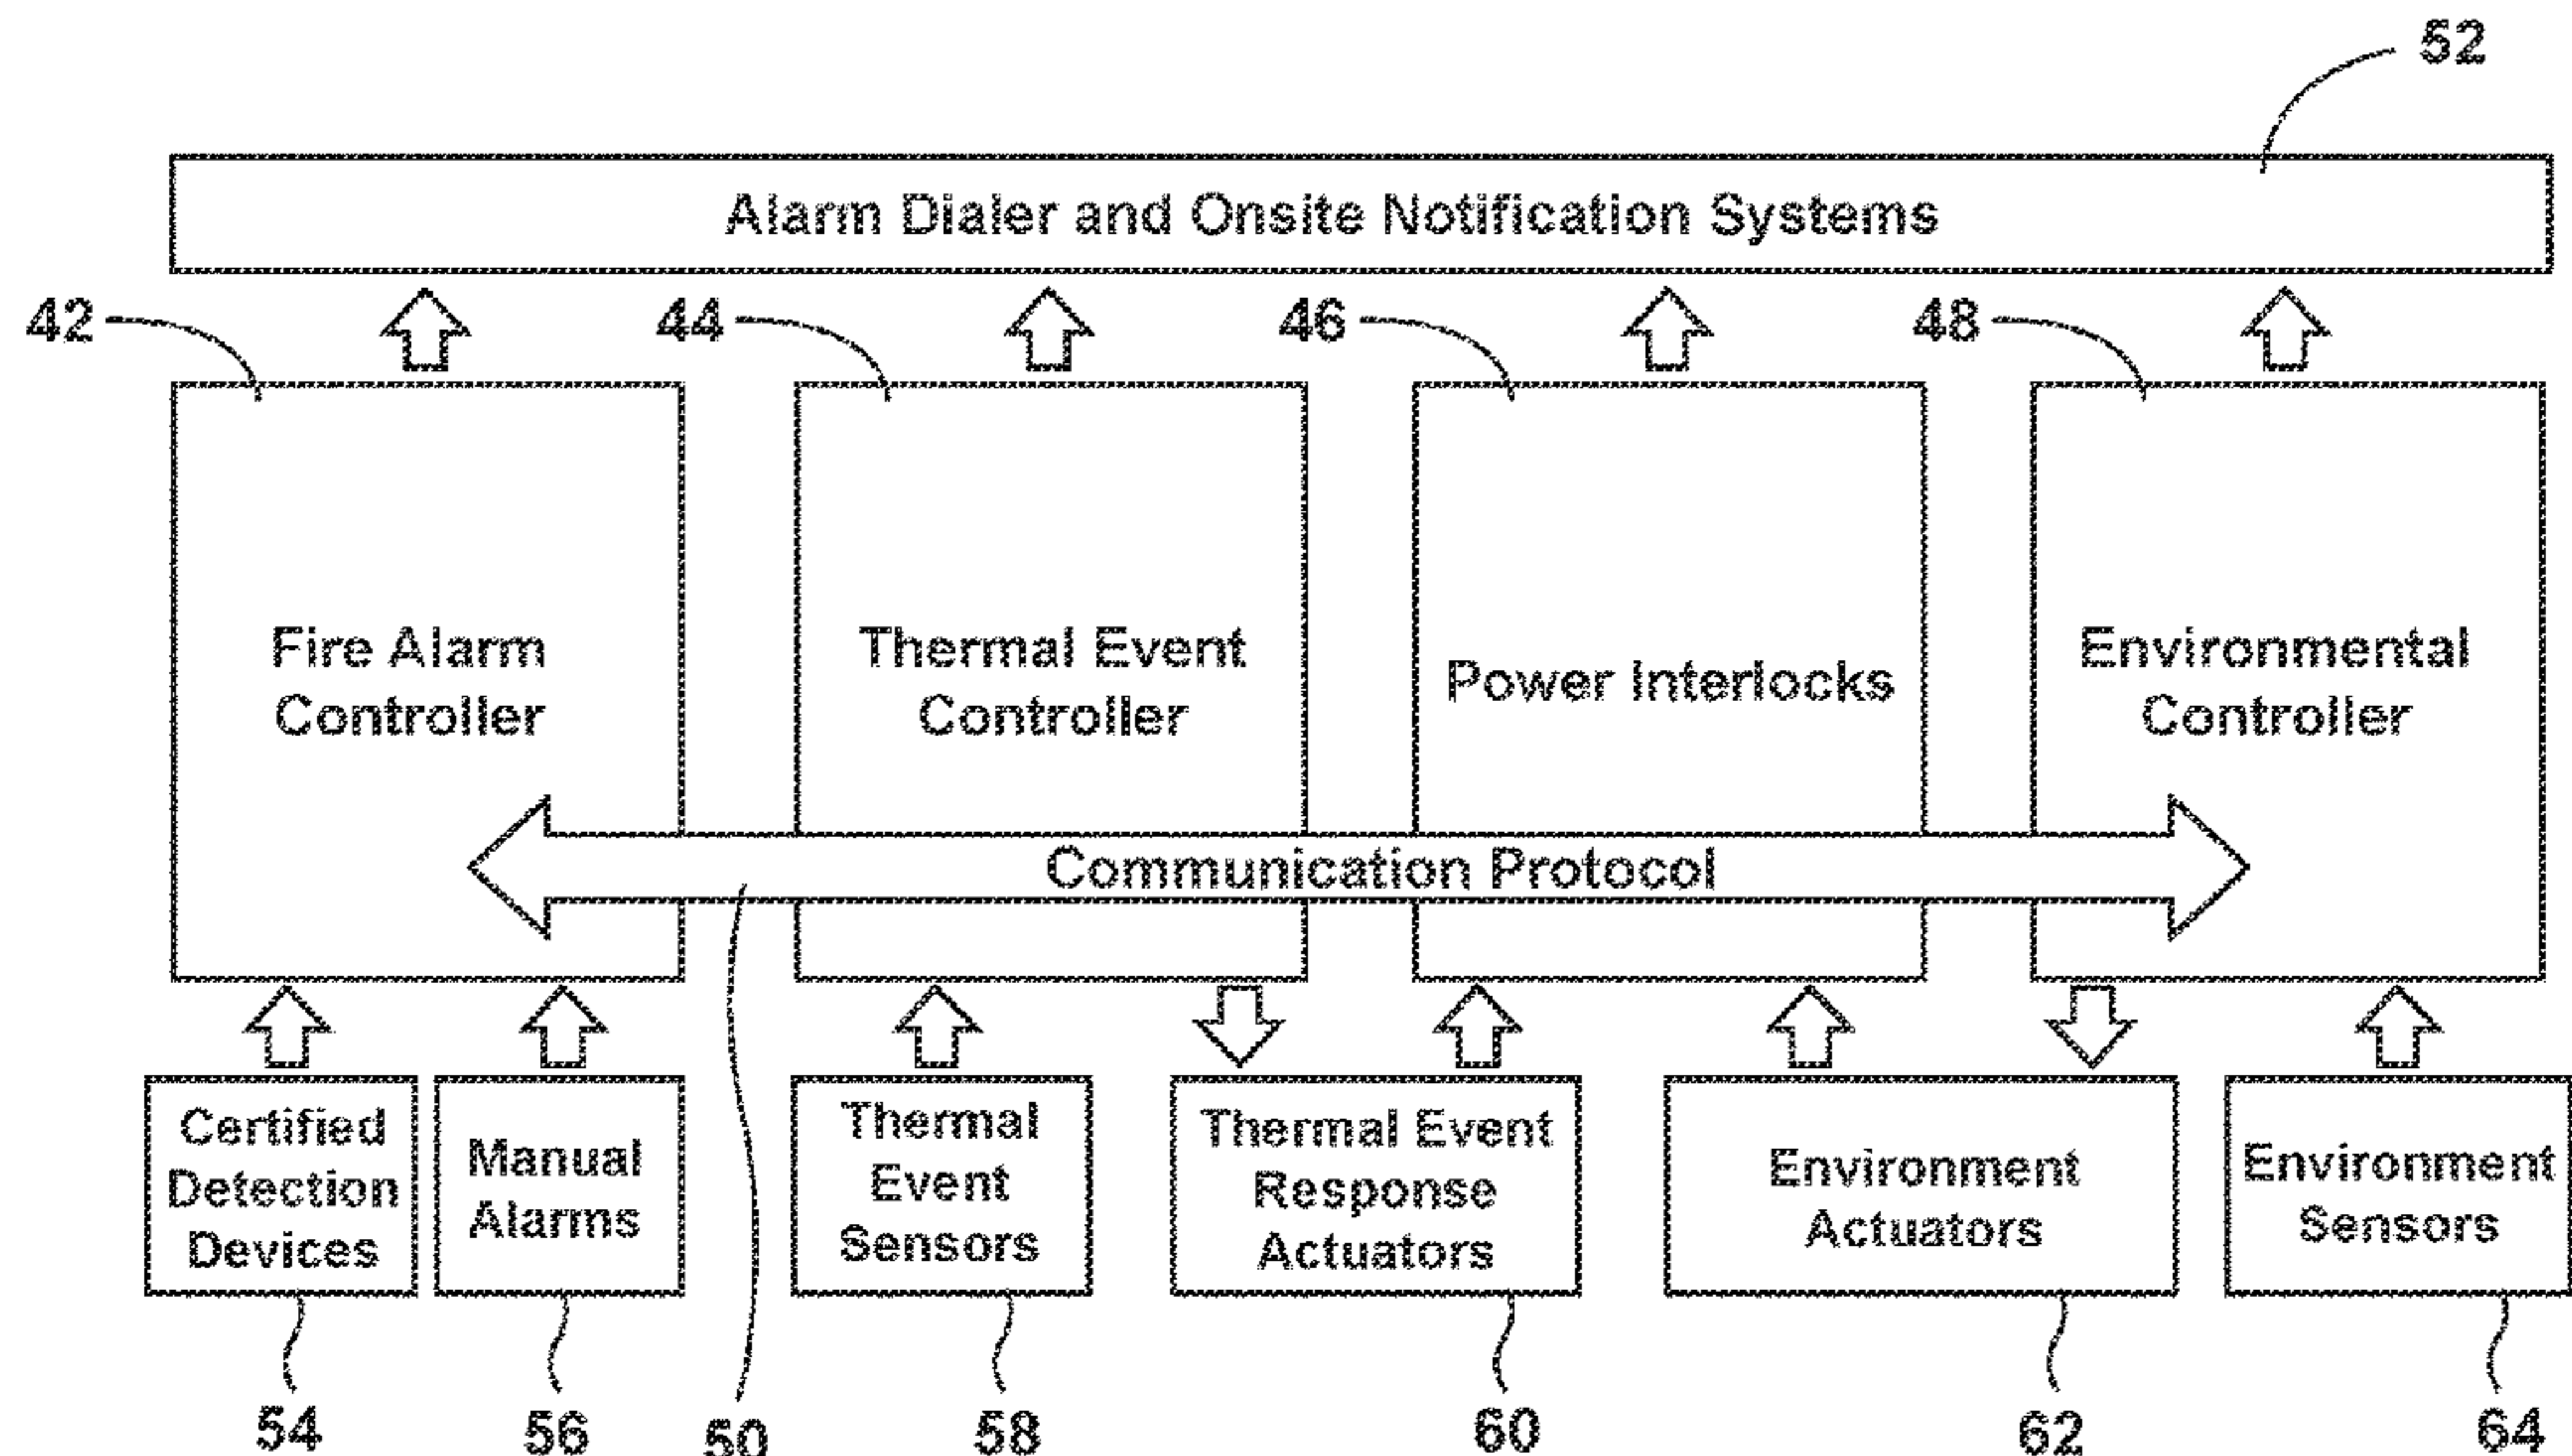 52
Alarm Dialer and Onsite Notification Systems
42
44
46
48
Fire Alarm
Controller
Thermal Event
Controller
Power Interlocks
Environmental
Controller
Communication Protocol
Certified
Detection
Devices
Manual
Alarms
Thermal
Event
Sensors
Thermal Event
Response
Actuators
Environment
Actuators
Environment
Sensors
54
56
50
58
60
62
64